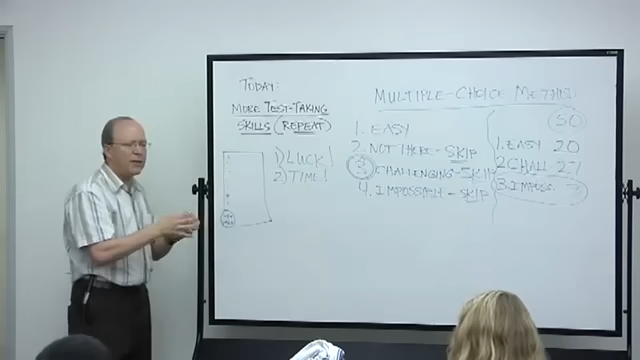 TODAY:
MORE TEST-TAKING
SKILLS (REPEAT)
1) LUCK!
2) TIME!
MULTIPLE-CHOICE METHS:
1. EASY
2. NOT THERE - SKIP
CHALLENGING - SKIP
4. IMPOSSIBLE - SKIP
50
1. EASY 20
2 CHALL 27
3. IMPOSS. 3